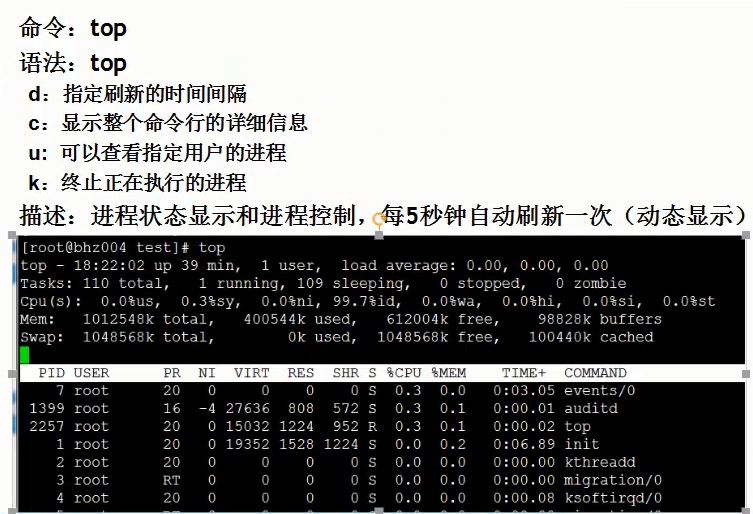 命令：top
语法：top
d：指定刷新的时间间隔
c：显示整个命令行的详细信息
u: 可以查看指定用户的进程
k：终止正在执行的进程
描述：进程状态显示和进程控制，每5秒钟自动刷新一次（动态显示）
[root@bhz004 test]# top
top - 18:22:02 up 39 min,  1 user,  load average: 0.00, 0.00, 0.00
Tasks: 110 total,   1 running, 109 sleeping,   0 stopped,   0 zombie
Cpu(s):  0.0%us,  0.3%sy,  0.0%ni, 99.7%id,  0.0%wa,  0.0%hi,  0.0%si,  0.0%st
Mem:   1012548k total,   400544k used,   612004k free,    98828k buffers
Swap:  1048568k total,        0k used,  1048568k free,   100440k cached
PID USER      PR  NI  VIRT  RES  SHR S %CPU %MEM    TIME+  COMMAND
7 root      20   0     0    0    0 S  0.3  0.0   0:03.05 events/0
1399 root      16  -4 27636  808  572 S  0.3  0.1   0:00.01 auditd
2257 root      20   0 15032 1224  952 R  0.3  0.1   0:00.02 top
1 root      20   0 19352 1528 1224 S  0.0  0.2   0:06.89 init
2 root      20   0     0    0    0 S  0.0  0.0   0:00.00 kthreadd
3 root      RT   0     0    0    0 S  0.0  0.0   0:00.00 migration/0
4 root      20   0     0    0    0 S  0.0  0.0   0:00.08 ksoftirqd/0